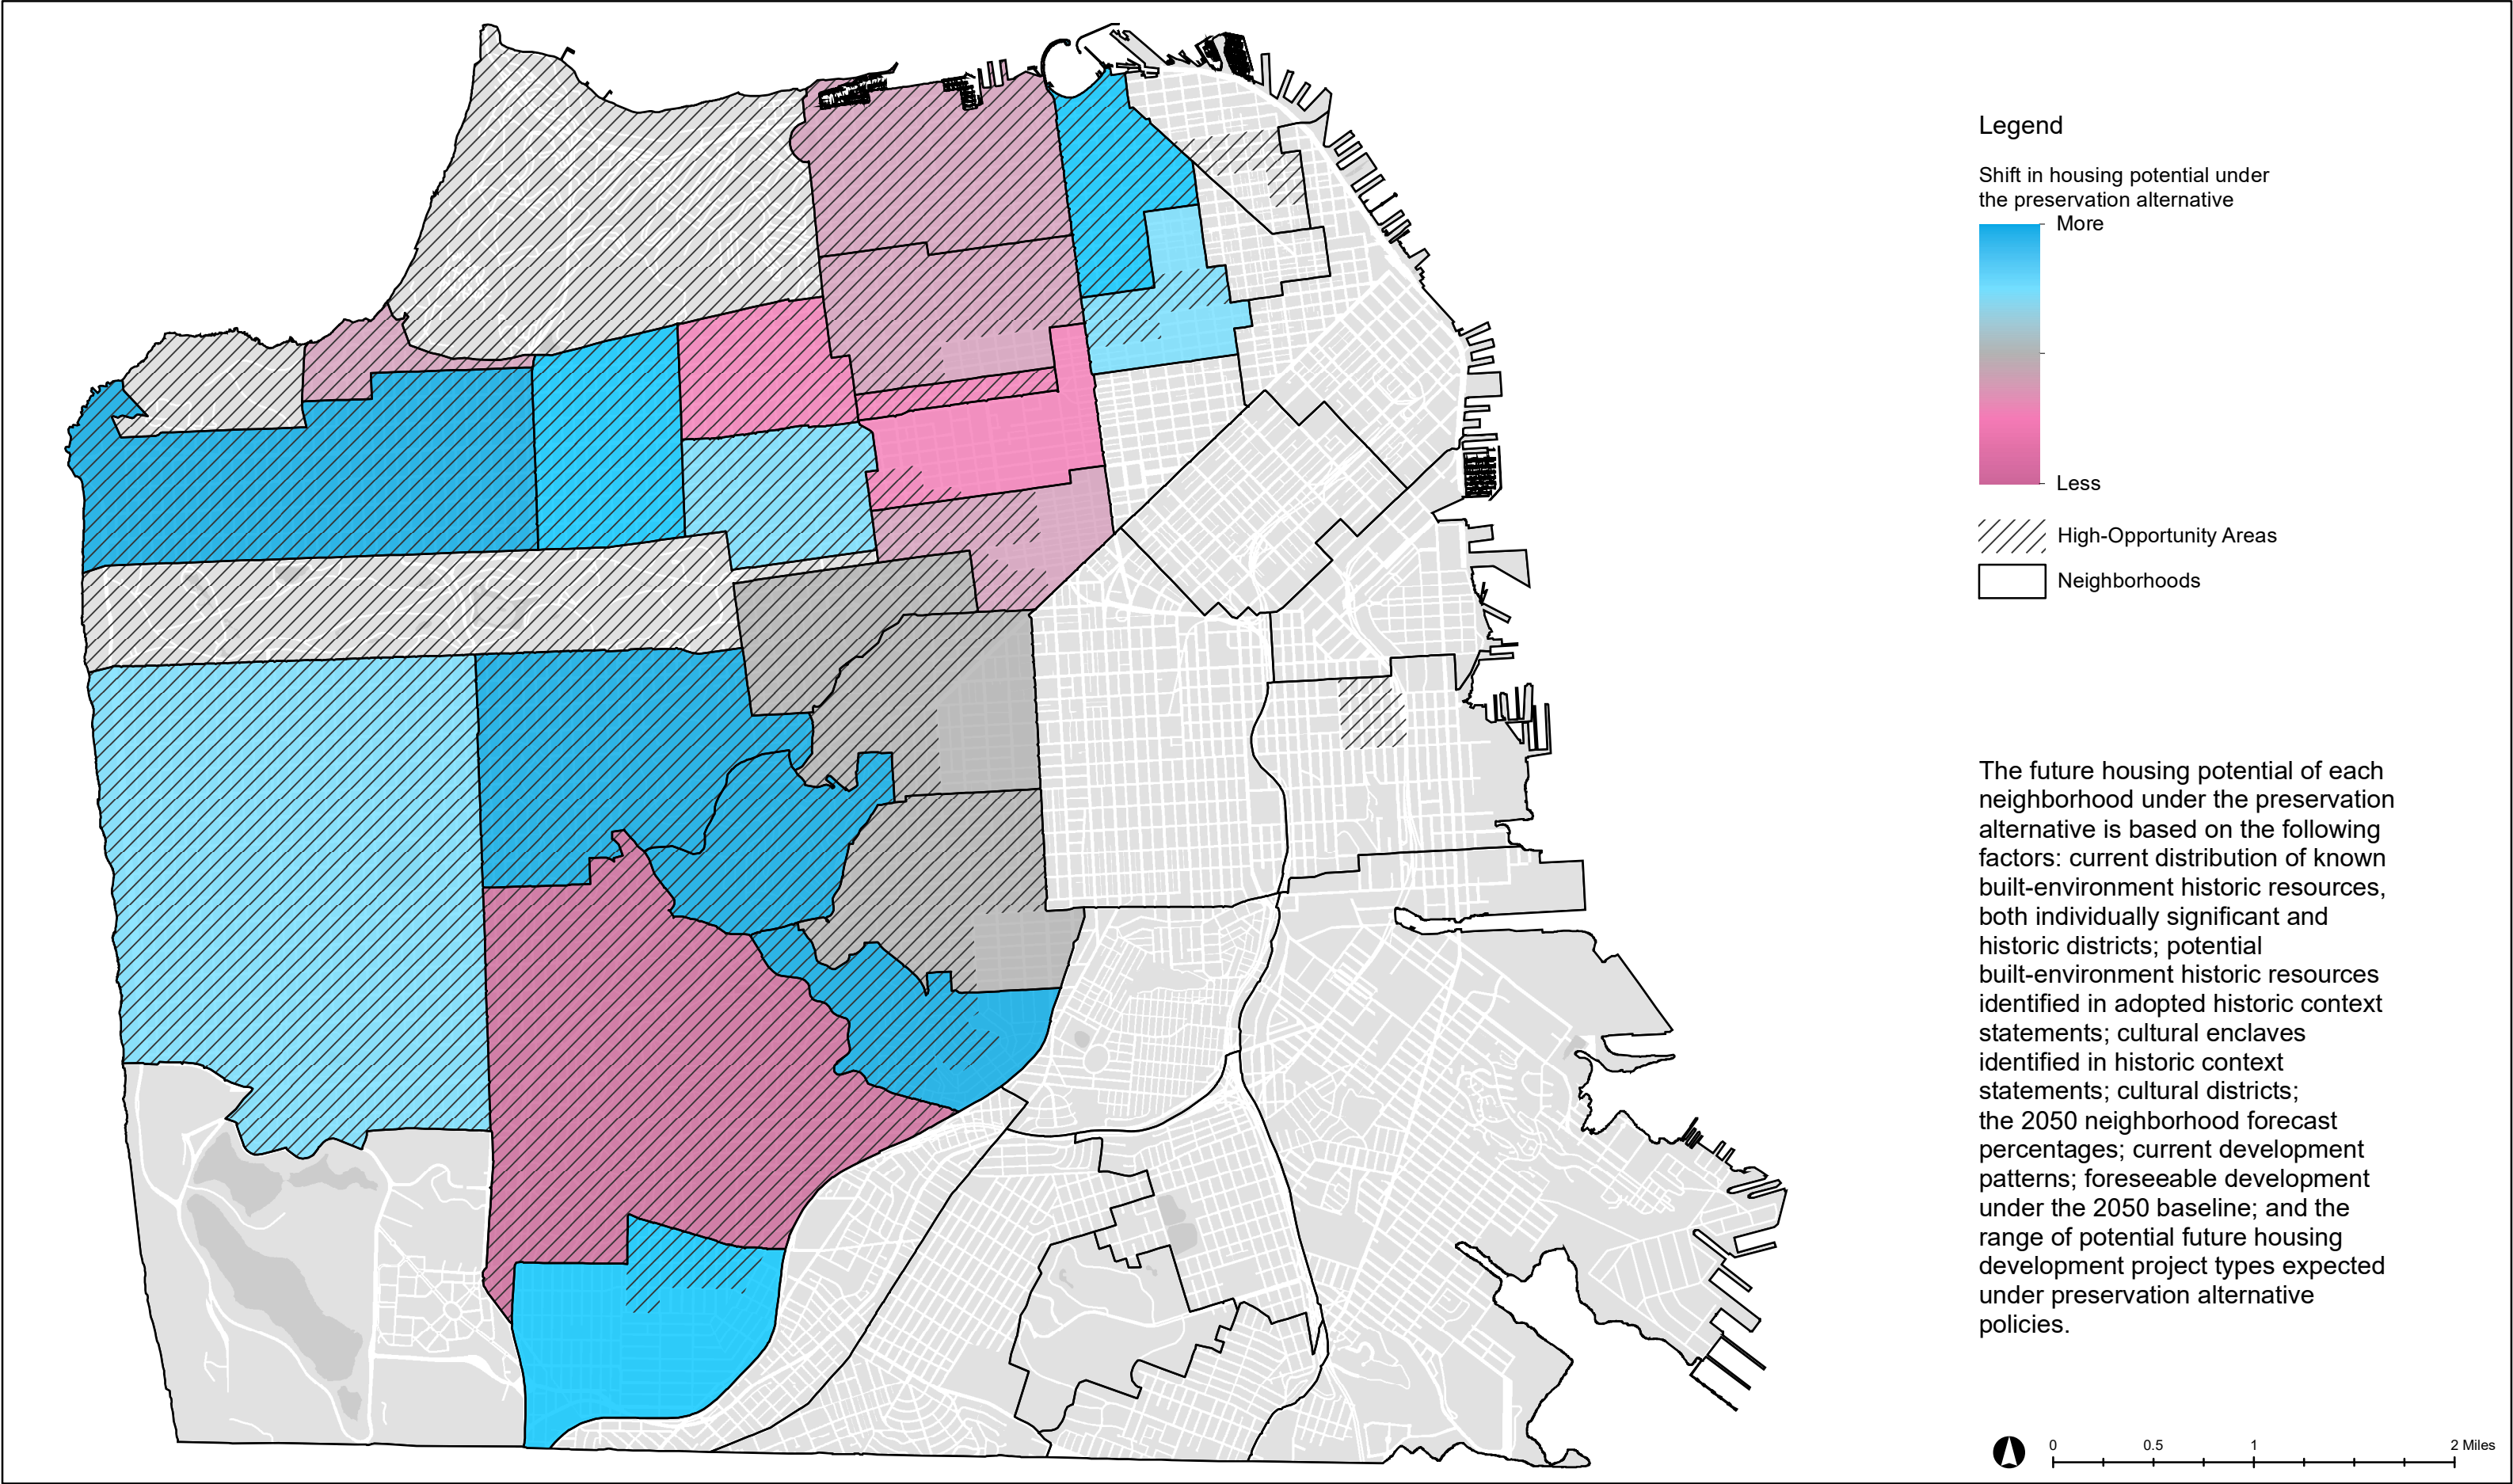 Legend
Shift in housing potential under
the preservation alternative
More
Less
High-Opportunity Areas
Neighborhoods
The future housing potential of each
neighborhood under the preservation
alternative is based on the following
factors: current distribution of known
built-environment historic resources,
both individually significant and
historic districts; potential
built-environment historic resources
identified in adopted historic context
statements; cultural enclaves
identified in historic context
statements; cultural districts;
the 2050 neighborhood forecast
percentages; current development
patterns; foreseeable development
under the 2050 baseline; and the
range of potential future housing
development project types expected
under preservation alternative
policies.
0 0.5 1 2 Miles